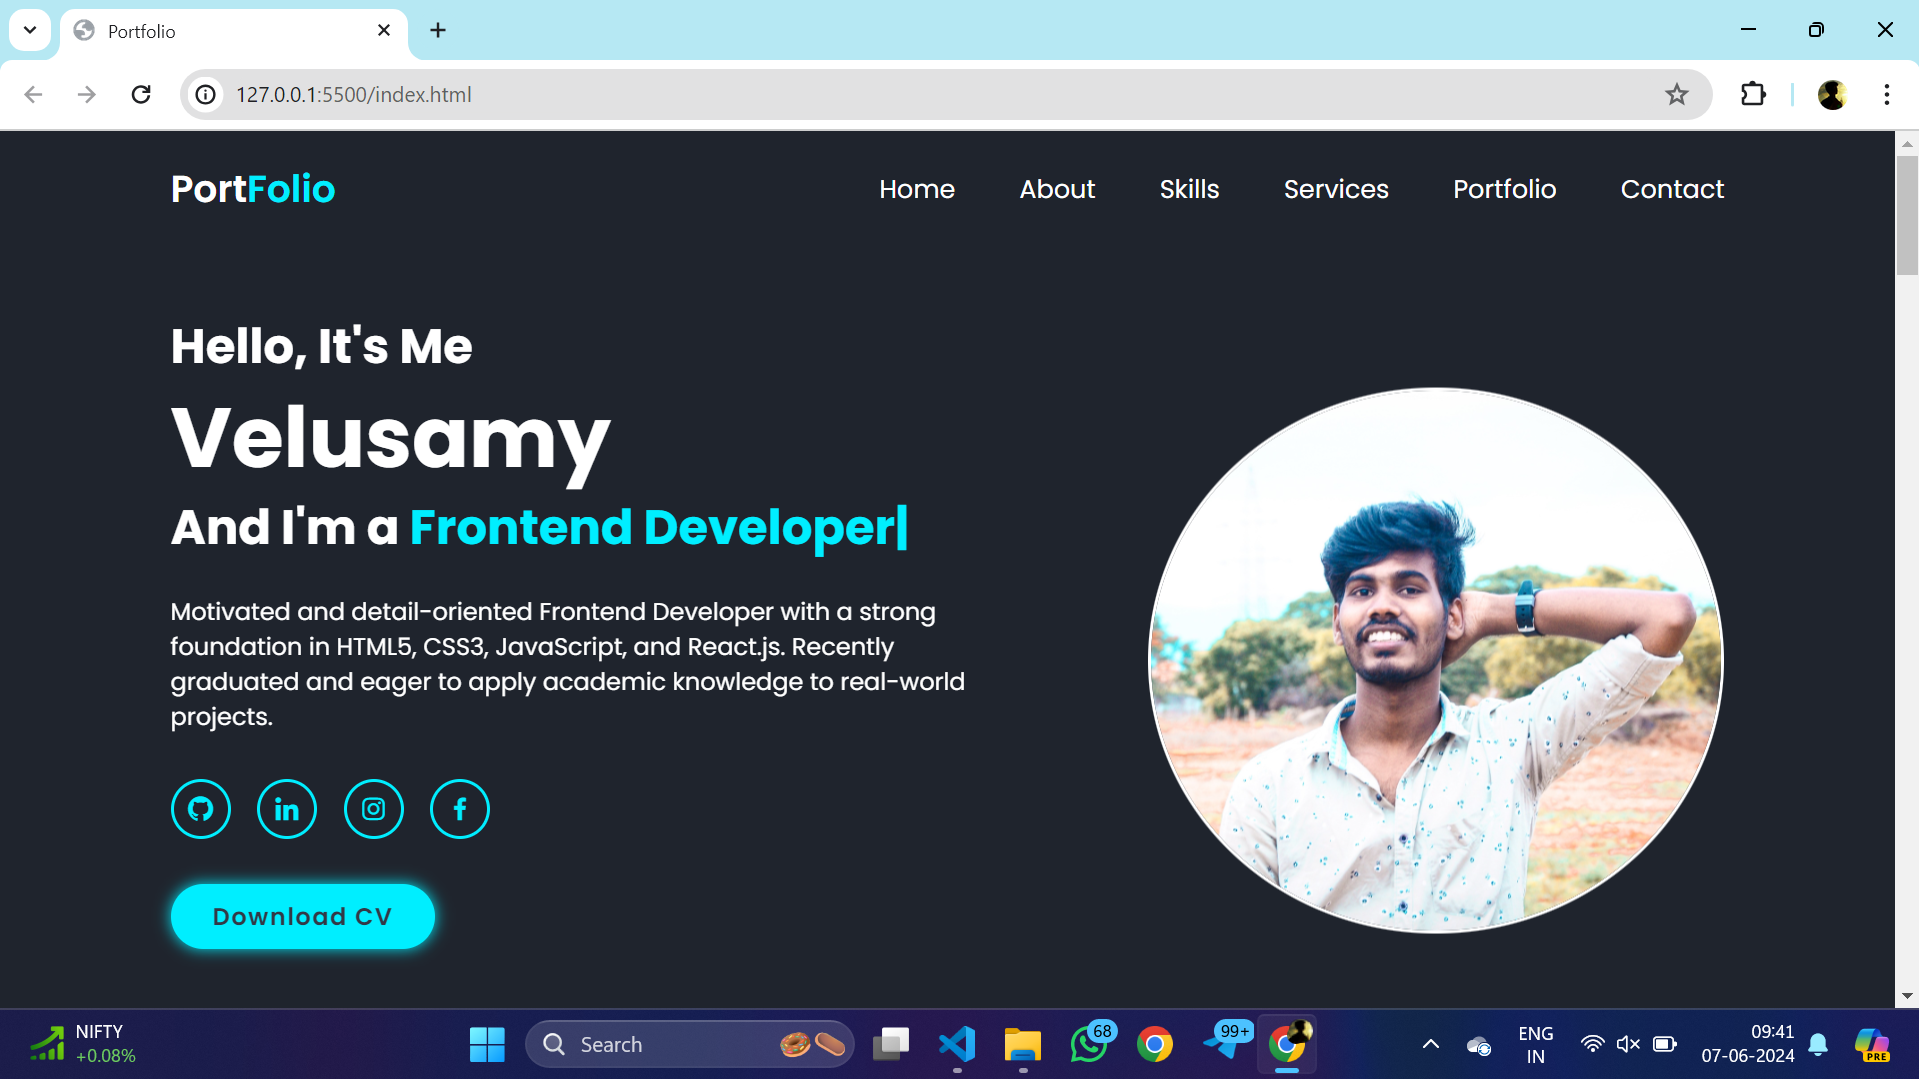 Portfolio
127.0.0.1:5500/index.html
PortFolio
Home About Skills Services Portfolio Contact
Hello, It's Me
Velusamy
And I'm a Frontend Developer|
Motivated and detail-oriented Frontend Developer with a strong
foundation in HTML5, CSS3, JavaScript, and React.js. Recently
graduated and eager to apply academic knowledge to real-world
projects.
Download CV
NIFTY
+0.08%
Search
68
99+
ENG
IN
09:41
07-06-2024
PRE